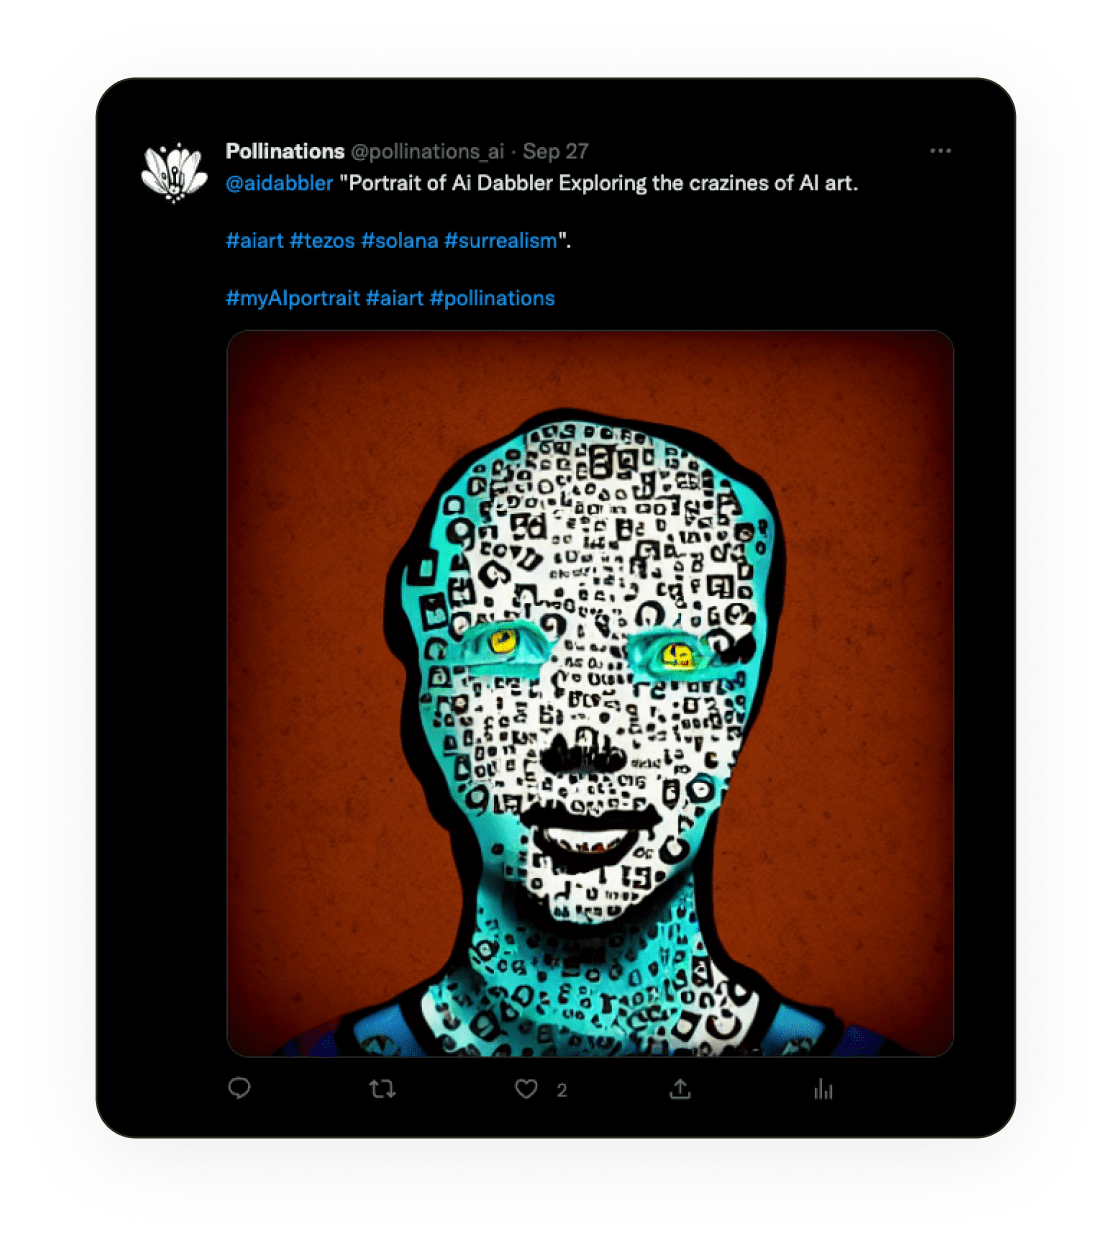 Pollinations @pollinations_ai · Sep 27
@aidabbler "Portrait of Ai Dabbler Exploring the crazines of AI art.
#aiart #tezos #solana #surrealism".
#myAIportrait #aiart #pollinations
2